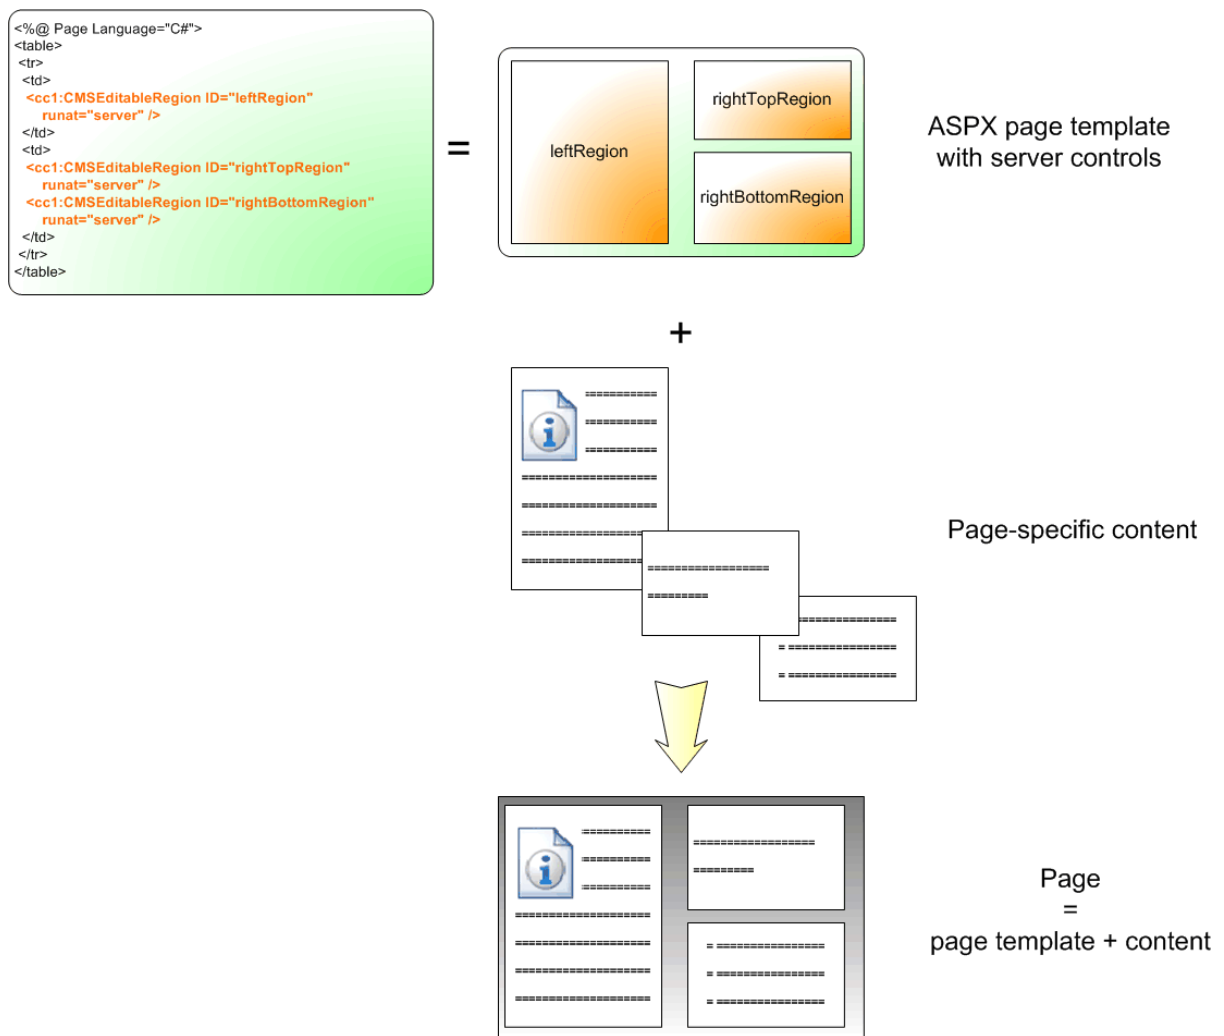 <%@ Page Language="C#">
<table>
<tr>
<td>
<cc1:CMSEditableRegion ID="leftRegion"
runat="server" />
</td>
<td>
<cc1:CMSEditableRegion ID="rightTopRegion"
runat="server" />
<cc1:CMSEditableRegion ID="rightBottomRegion"
runat="server" />
</td>
</tr>
</table>
=
leftRegion
rightTopRegion
rightBottomRegion
ASPX page template
with server controls
+
Page-specific content
Page
=
page template + content